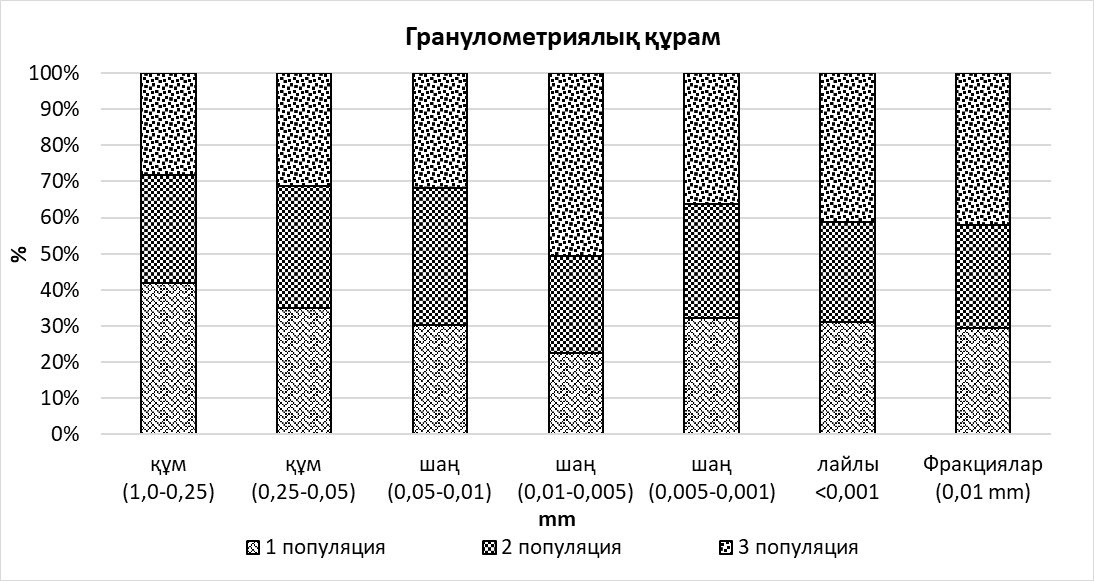 Гранулометриялық құрам
100%
90%
80%
70%
60%
50%
40%
30%
20%
10%
0%
%
құм
(1,0-0,25)
құм
(0,25-0,05)
шаң
(0,05-0,01)
шаң
(0,01-0,005)
шаң
(0,005-0,001)
лайлы
<0,001
Фракциялар
(0,01 mm)
mm
1 популяция
2 популяция
3 популяция